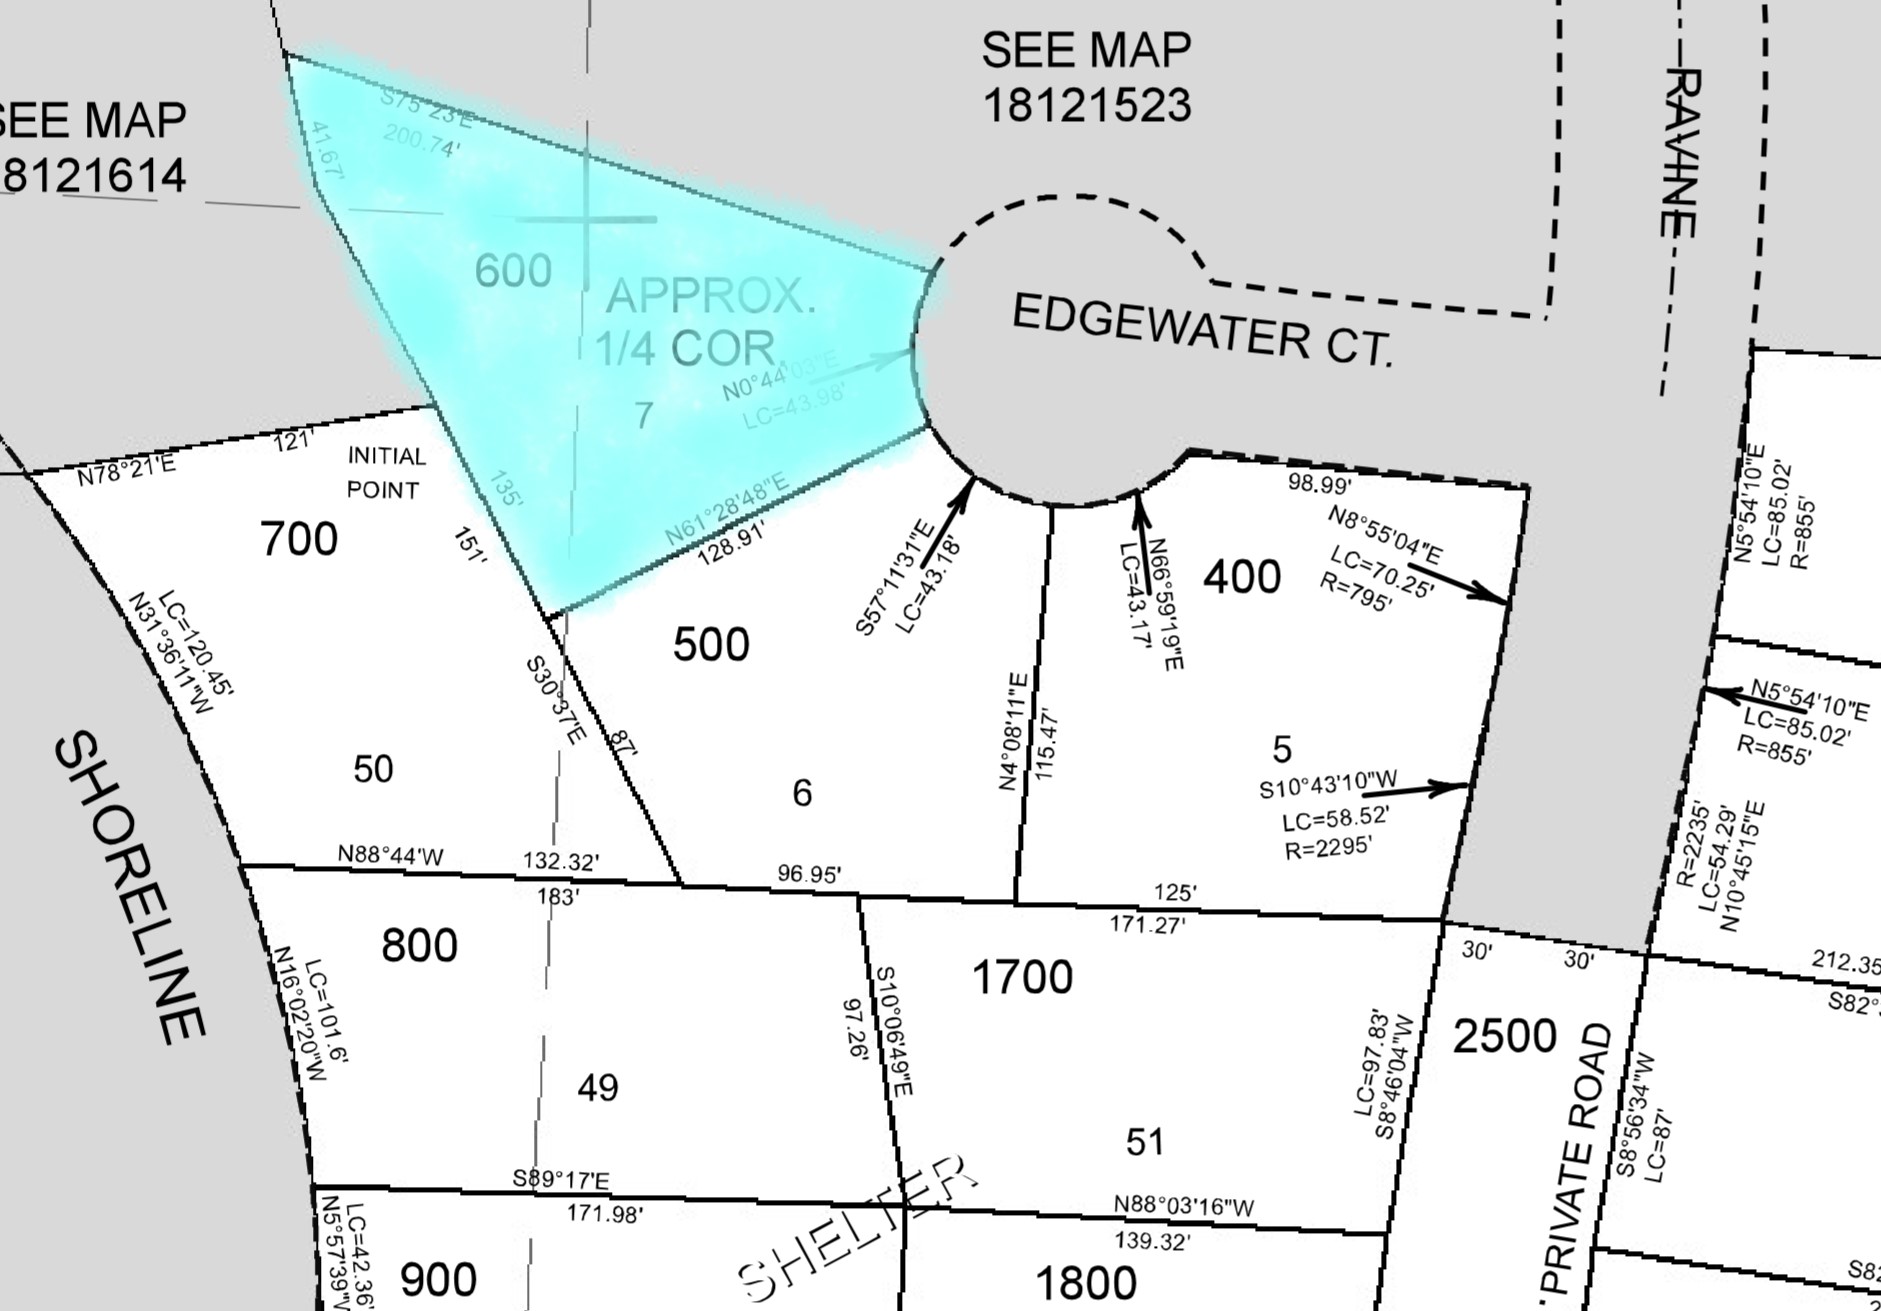 SEE MAP
18121523
SEE MAP
8121614
RAVINE
S75°23'E
200.74'
41.67'
600
APPROX.
1/4 COR.
7
N0°44'03"E
LC=43.98'
EDGEWATER CT.
N78°21'E
121'
INITIAL
POINT
700
135'
151'
N61°28'48"E
128.91'
S57°11'31"E
LC=43.18'
N66°59'19"E
LC=43.17'
98.99'
400
N8°55'04"E
LC=70.25'
R=795'
N5°54'10"E
LC=85.02'
R=855'
LC=120.45'
N31°36'11"W
500
S30°37'E
87'
N4°08'11"E
115.47'
5
S10°43'10"W
LC=58.52'
R=2295'
N5°54'10"E
LC=85.02'
R=855'
SHORELINE
50
6
R=2235'
LC=54.29'
N10°45'15"E
N88°44'W
132.32'
183'
96.95'
125'
171.27'
30'
30'
212.35
S82°
800
1700
2500
LC=101.6'
N16°02'20"W
S10°06'49"E
97.26'
LC=97.83'
S8°46'04"W
PRIVATE ROAD
S8°56'34"W
LC=87'
49
51
S89°17'E
171.98'
SHELTER
N88°03'16"W
139.32'
LC=42.36'
N5°57'39"W
900
1800
S82